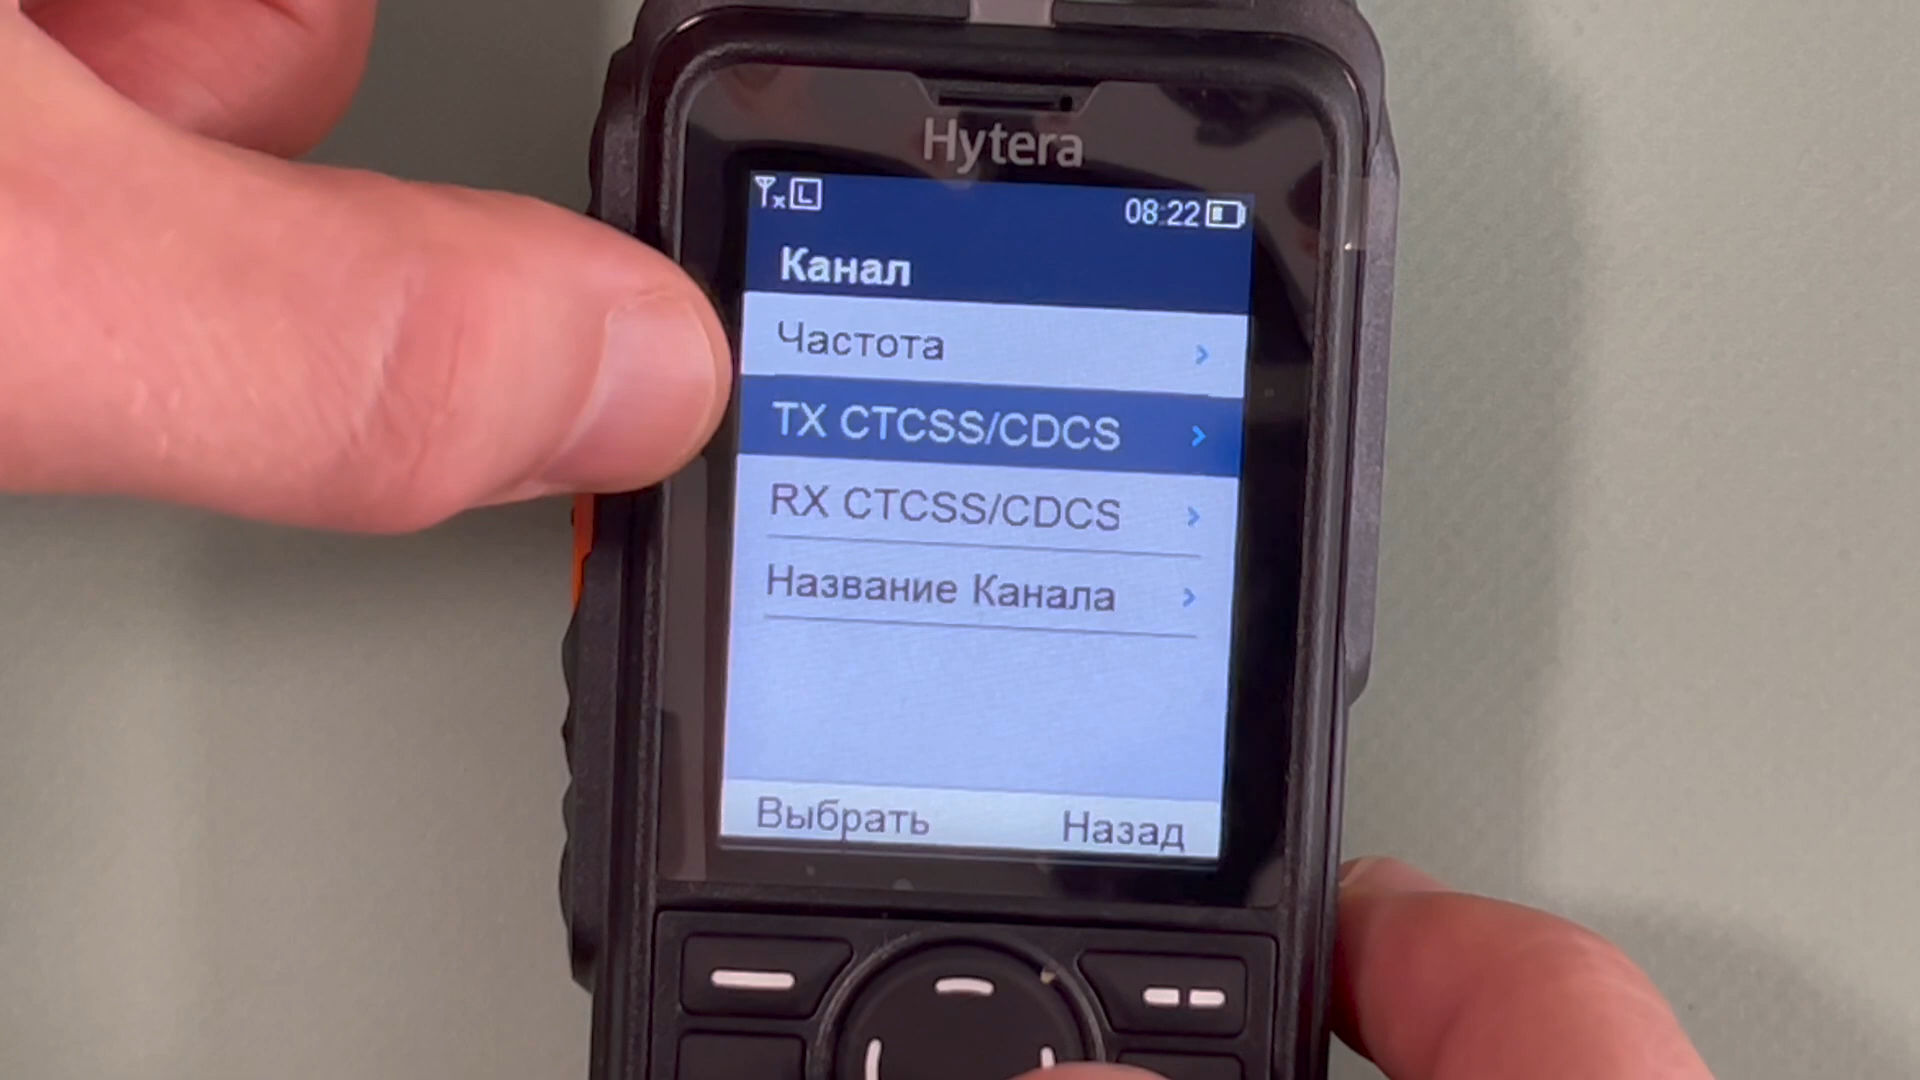 Hytera
L
08:22
Канал
Частота
TX CTCSS/CDCS
RX CTCSS/CDCS
Название Канала
Выбрать Назад